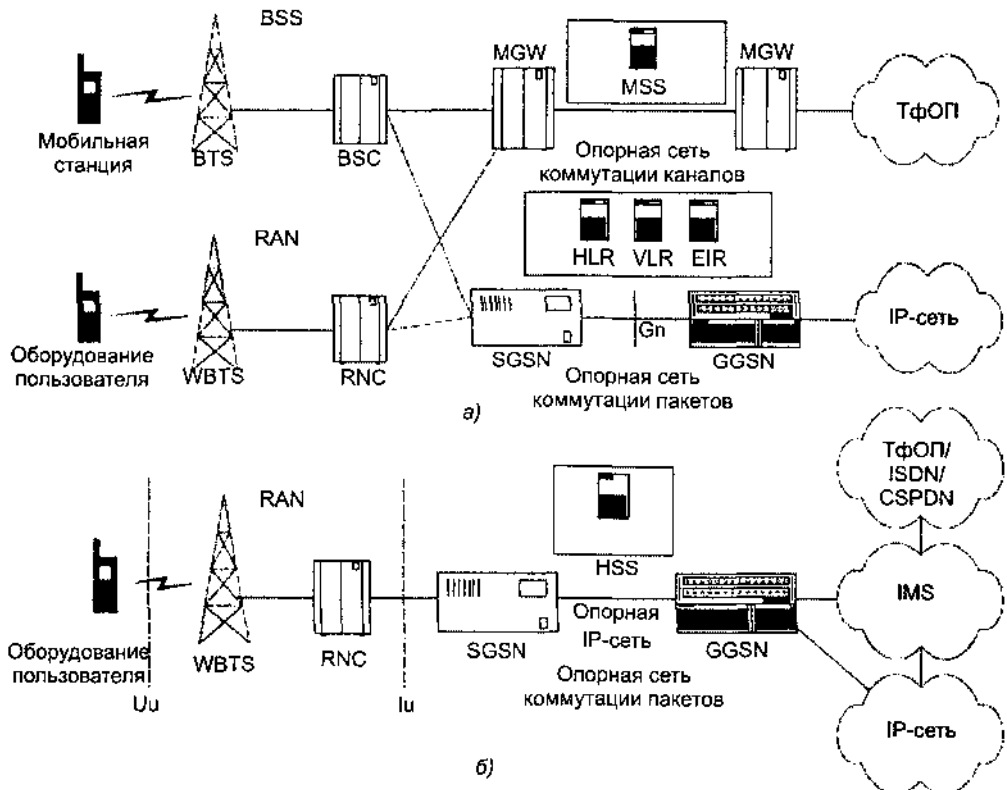 BSS
MGW
MSS
MGW
ТфОП
Мобильная
станция
BTS
BSC
Опорная сеть
коммутации каналов
RAN
HLR
VLR
EIR
IP-сеть
Оборудование
пользователя
WBTS
RNC
SGSN
Gn
GGSN
Опорная сеть
коммутации пакетов
а)
ТфОП/
ISDN/
CSPDN
RAN
HSS
IMS
Оборудование
пользователя
WBTS
RNC
SGSN
Опорная
IP-сеть
GGSN
Опорная сеть
коммутации пакетов
Uu
Iu
IP-сеть
б)